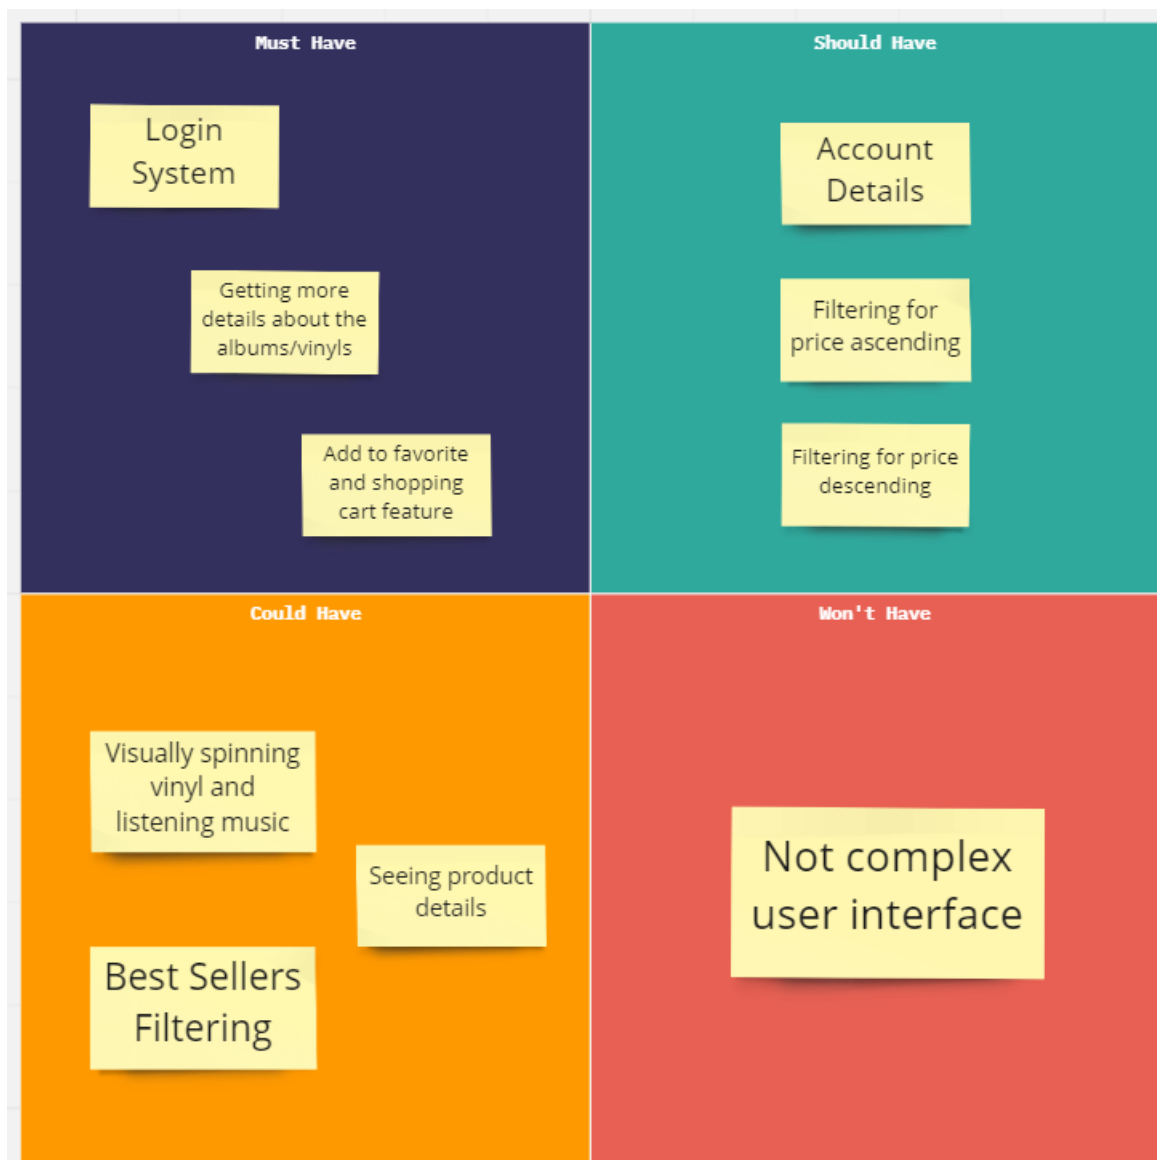 Must Have
Login
System
Getting more
details about the
albums/vinyls
Add to favorite
and shopping
cart feature
Should Have
Account
Details
Filtering for
price ascending
Filtering for price
descending
Could Have
Visually spinning
vinyl and
listening music
Seeing product
details
Best Sellers
Filtering
Won't Have
Not complex
user interface